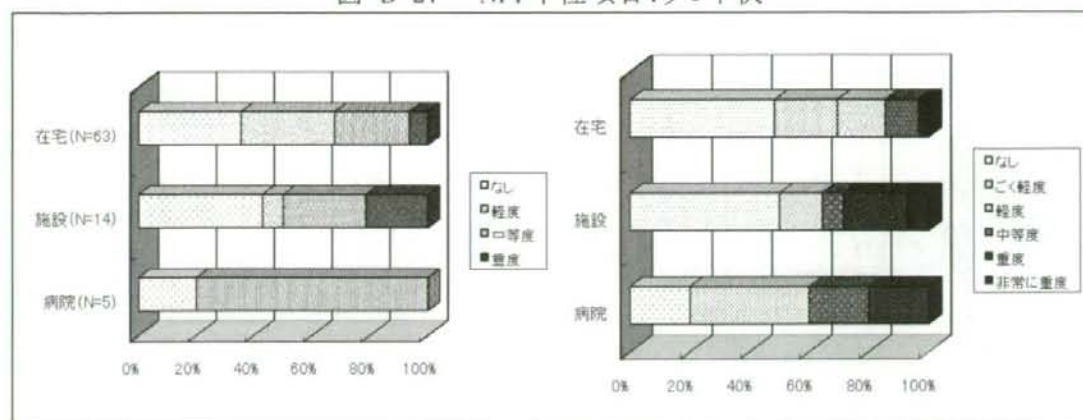 在宅(N=63)
施設(N=14)
病院(N=5)
0% 20% 40% 60% 80% 100%
なし
軽度
中等度
重度
在宅
施設
病院
0% 20% 40% 60% 80% 100%
なし
ごく軽度
軽度
中等度
重度
非常に重度